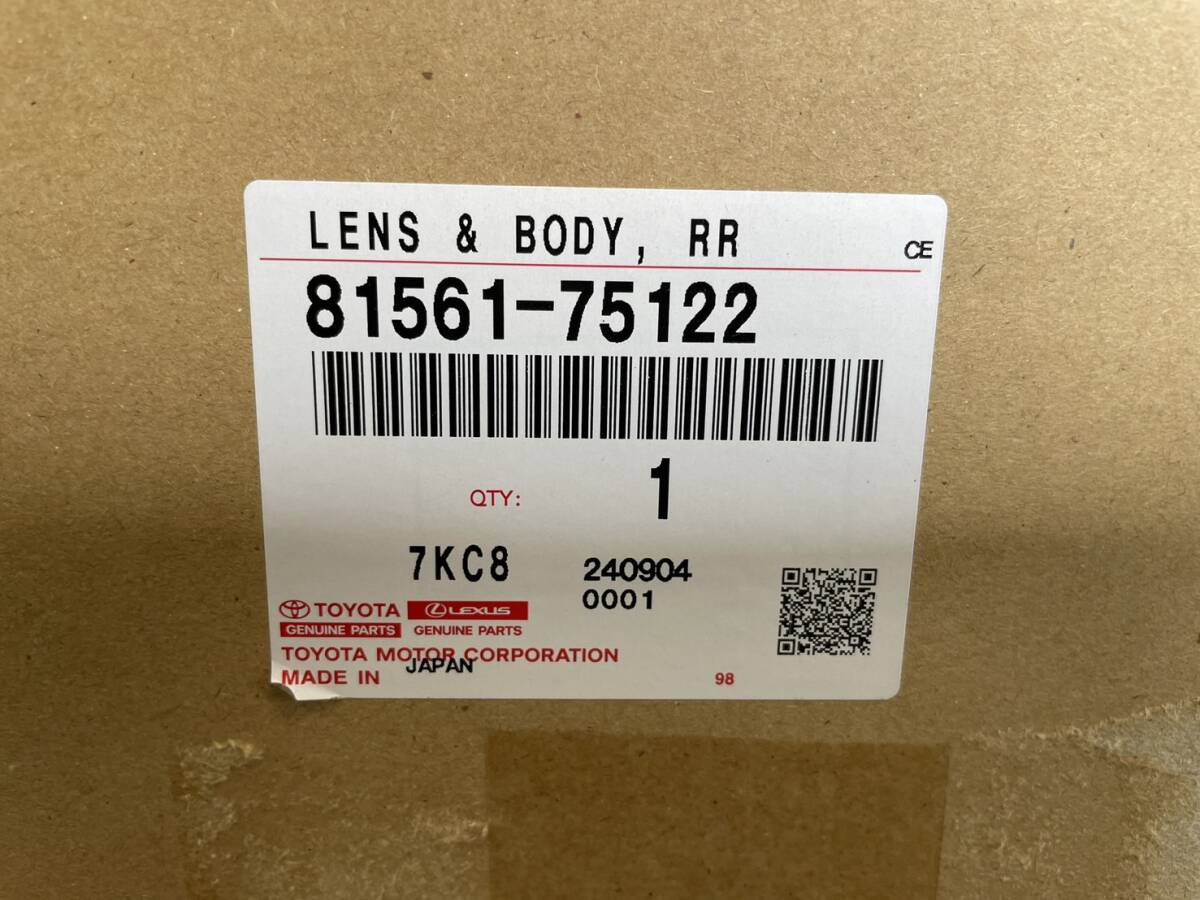 LENS & BODY, RR
CE
81561-75122
QTY: 1
7KC8 240904
0001
TOYOTA LEXUS
GENUINE PARTS GENUINE PARTS
TOYOTA MOTOR CORPORATION
MADE IN JAPAN
98